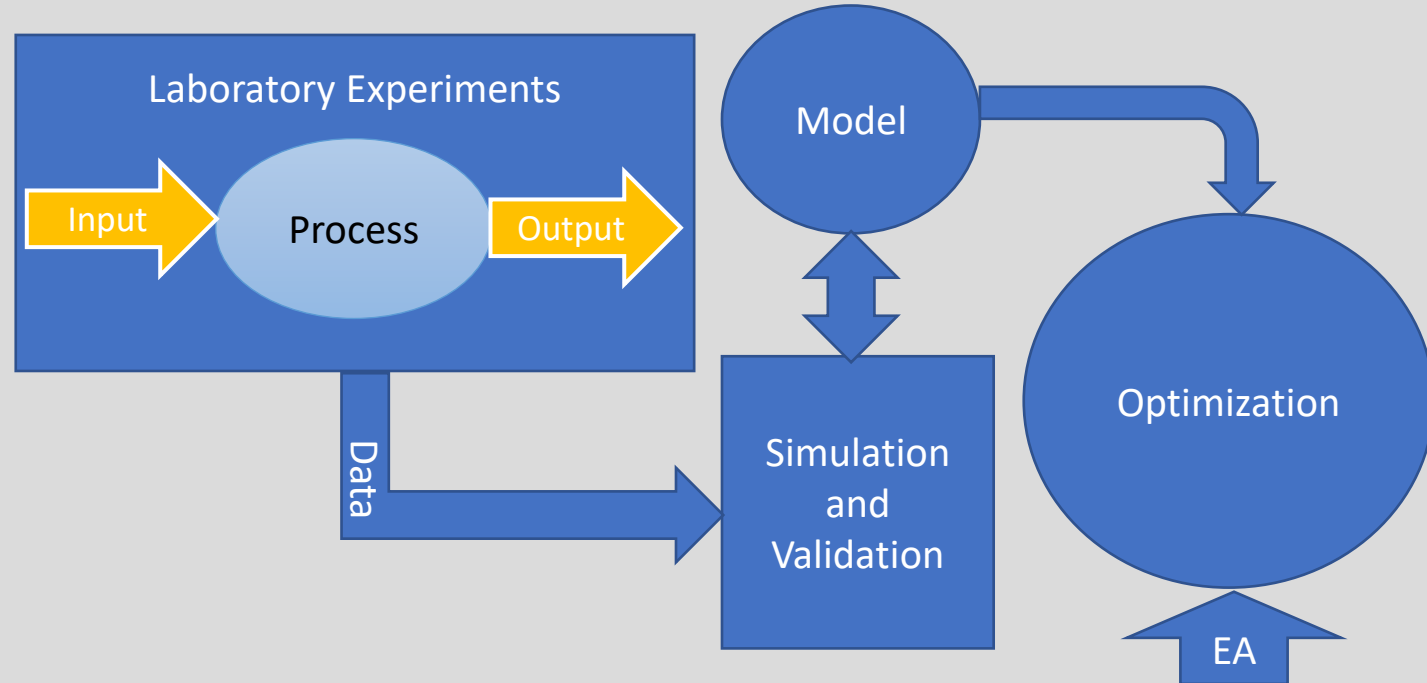 Laboratory Experiments
Input
Process
Output
Data
Model
Simulation
and
Validation
Optimization
EA